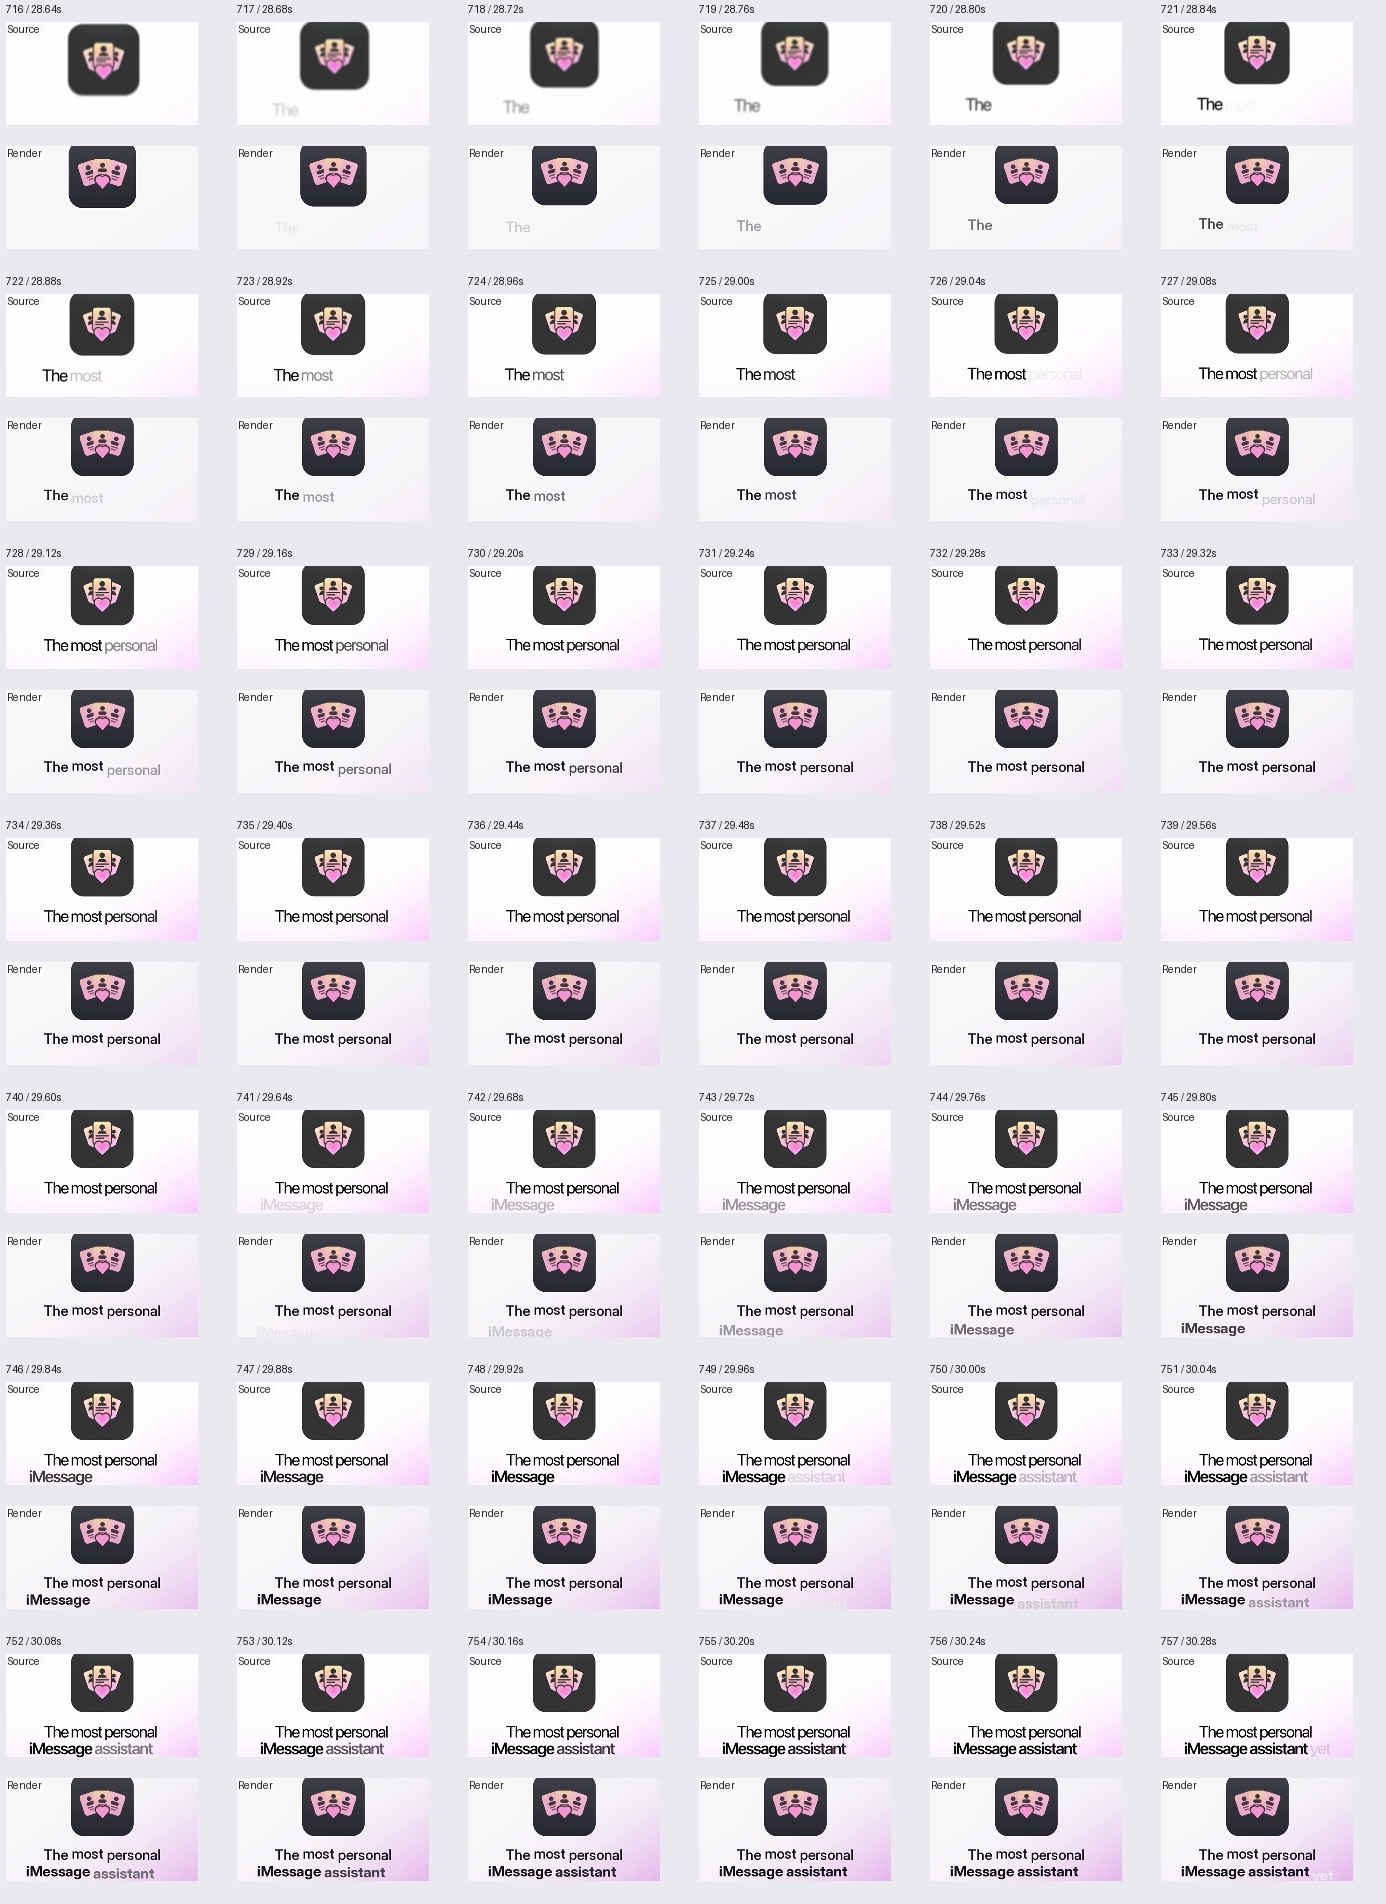 716 / 28.64s 717 / 28.68s 718 / 28.72s 719 / 28.76s 720 / 28.80s 721 / 28.84s
Source Source Source Source Source Source
The The The The The most
Render Render Render Render Render Render
The The The The The most
722 / 28.88s 723 / 28.92s 724 / 28.96s 725 / 29.00s 726 / 29.04s 727 / 29.08s
Source Source Source Source Source Source
The most The most The most The most The most personal The most personal
Render Render Render Render Render Render
The most The most The most The most The most personal The most personal
728 / 29.12s 729 / 29.16s 730 / 29.20s 731 / 29.24s 732 / 29.28s 733 / 29.32s
Source Source Source Source Source Source
The most personal The most personal The most personal The most personal The most personal The most personal
Render Render Render Render Render Render
The most personal The most personal The most personal The most personal The most personal The most personal
734 / 29.36s 735 / 29.40s 736 / 29.44s 737 / 29.48s 738 / 29.52s 739 / 29.56s
Source Source Source Source Source Source
The most personal The most personal The most personal The most personal The most personal The most personal
Render Render Render Render Render Render
The most personal The most personal The most personal The most personal The most personal The most personal
740 / 29.60s 741 / 29.64s 742 / 29.68s 743 / 29.72s 744 / 29.76s 745 / 29.80s
Source Source Source Source Source Source
The most personal The most personal The most personal The most personal The most personal The most personal
iMessage iMessage iMessage iMessage iMessage
Render Render Render Render Render Render
The most personal The most personal The most personal The most personal The most personal The most personal
iMessage iMessage iMessage iMessage iMessage
746 / 29.84s 747 / 29.88s 748 / 29.92s 749 / 29.96s 750 / 30.00s 751 / 30.04s
Source Source Source Source Source Source
The most personal The most personal The most personal The most personal The most personal The most personal
iMessage iMessage iMessage iMessage assistant iMessage assistant iMessage assistant
Render Render Render Render Render Render
The most personal The most personal The most personal The most personal The most personal The most personal
iMessage iMessage iMessage iMessage iMessage assistant iMessage assistant
752 / 30.08s 753 / 30.12s 754 / 30.16s 755 / 30.20s 756 / 30.24s 757 / 30.28s
Source Source Source Source Source Source
The most personal The most personal The most personal The most personal The most personal The most personal
iMessage assistant iMessage assistant iMessage assistant iMessage assistant iMessage assistant iMessage assistant yet
Render Render Render Render Render Render
The most personal The most personal The most personal The most personal The most personal The most personal
iMessage assistant iMessage assistant iMessage assistant iMessage assistant iMessage assistant iMessage assistant yet